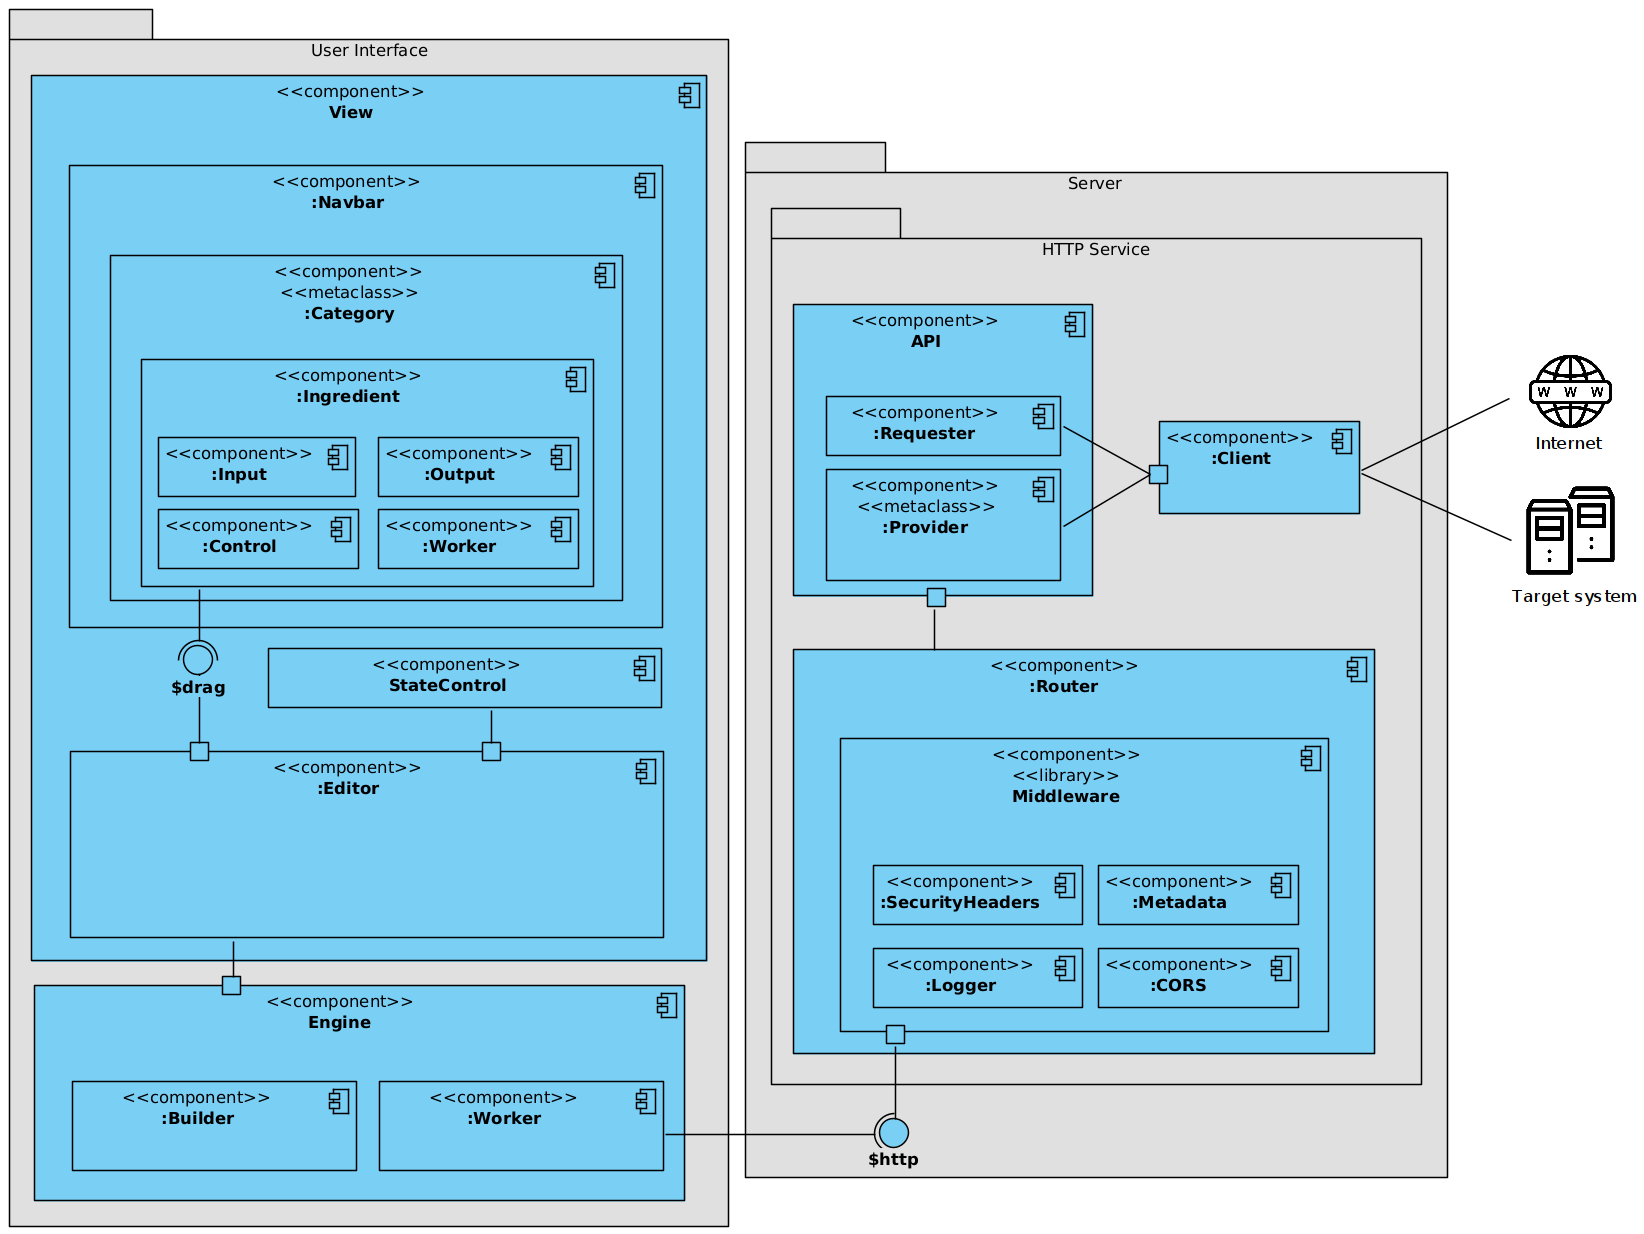 User Interface
<<component>>
View
<<component>>
:Navbar
<<component>>
<<metaclass>>
:Category
<<component>>
:Ingredient
<<component>>
:Input
<<component>>
:Output
<<component>>
:Control
<<component>>
:Worker
$drag
<<component>>
StateControl
<<component>>
:Editor
<<component>>
Engine
<<component>>
:Builder
<<component>>
:Worker
Server
HTTP Service
<<component>>
API
<<component>>
:Requester
<<component>>
<<metaclass>>
:Provider
<<component>>
:Client
W W W
Internet
Target system
<<component>>
:Router
<<component>>
<<library>>
Middleware
<<component>>
:SecurityHeaders
<<component>>
:Metadata
<<component>>
:Logger
<<component>>
:CORS
$http